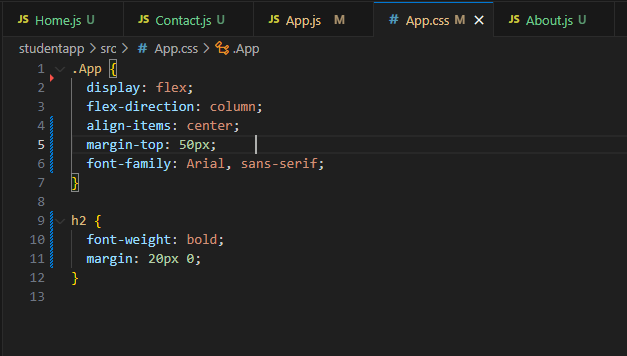 JS Home.js U JS Contact.js U JS App.js M # App.css M × JS About.js U
studentapp > src > # App.css > .App
1 .App {
2 display: flex;
3 flex-direction: column;
4 align-items: center;
5 margin-top: 50px;
6 font-family: Arial, sans-serif;
7 }
8
9 h2 {
10 font-weight: bold;
11 margin: 20px 0;
12 }
13